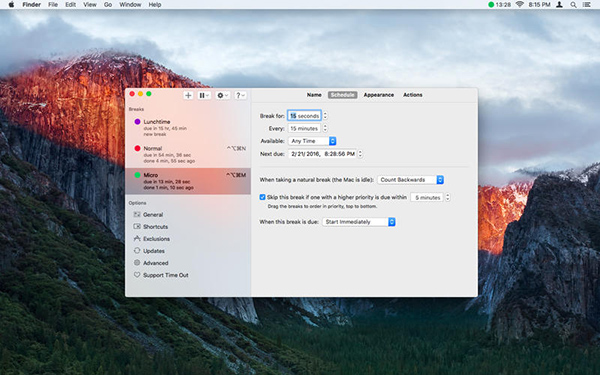 Finder File Edit View Go Window Help 13:28 8:15 PM
Name Schedule Appearance Actions
Breaks
Lunchtime
due in 15 hr, 45 min
new break
Normal ⌃⌥⌘N
due in 54 min, 36 sec
done 4 min, 55 sec ago
Micro ⌃⌥⌘M
due in 13 min, 28 sec
done 1 min, 10 sec ago
Options
General
Shortcuts
Exclusions
Updates
Advanced
Support Time Out
Break for: 15 seconds
Every: 15 minutes
Available: Any Time
Next due: 2/21/2016, 8:28:56 PM
When taking a natural break (the Mac is idle): Count Backwards
Skip this break if one with a higher priority is due within 5 minutes
Drag the breaks to order in priority, top to bottom.
When this break is due: Start Immediately